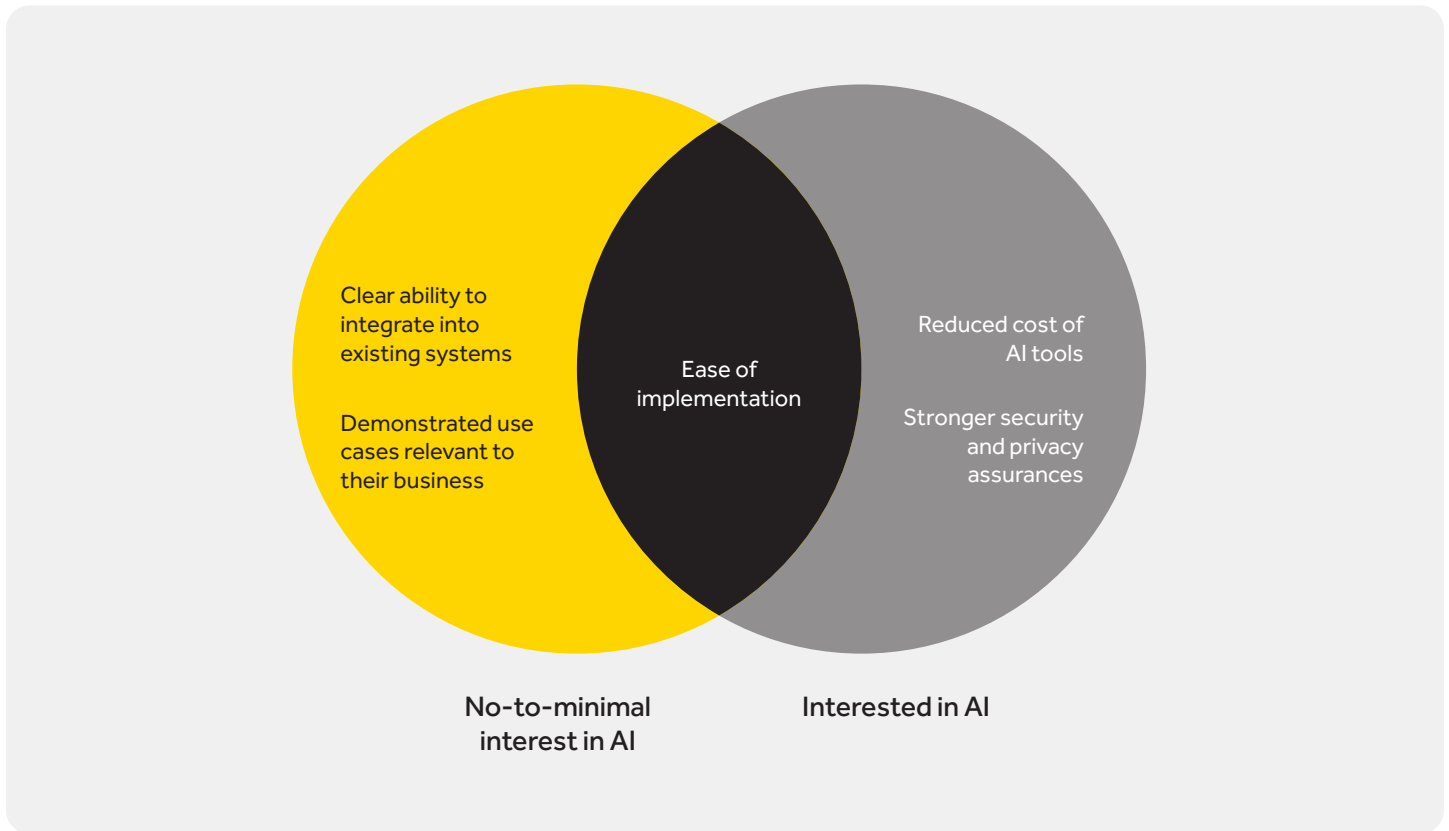 Clear ability to
integrate into
existing systems
Demonstrated use
cases relevant to
their business
Ease of
implementation
Reduced cost of
AI tools
Stronger security
and privacy
assurances
No-to-minimal
interest in AI
Interested in AI